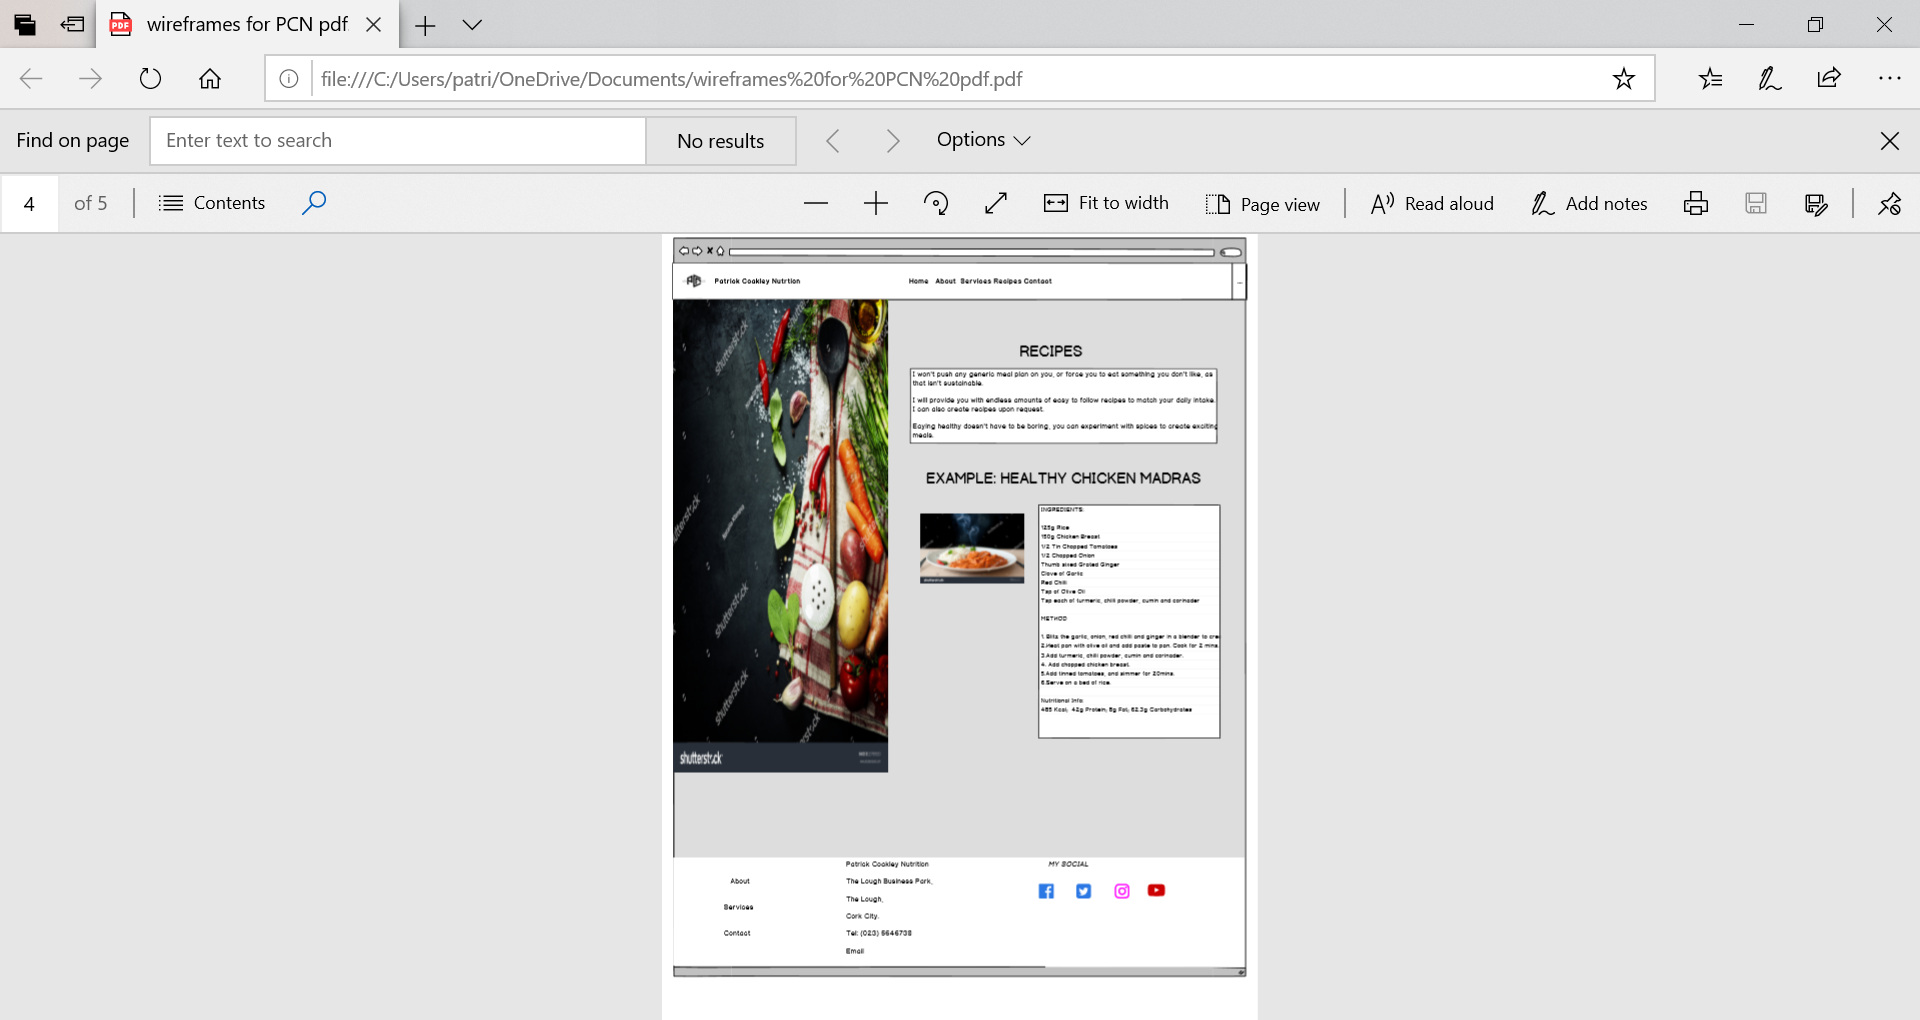 wireframes for PCN pdf
file:///C:/Users/patri/OneDrive/Documents/wireframes%20for%20PCN%20pdf.pdf
Find on page
Enter text to search
No results
Options
4 of 5
Contents
Fit to width
Page view
Read aloud
Add notes
Patrick Coakley Nutrtion
Home About Services Recipes Contact
RECIPES
I won't push any generic meal plan on you, or force you to eat something you don't like, as
that isn't sustainable.
I will provide you with endless amounts of easy to follow recipes to match your daily intake.
I can also create recipes upon request.
Eaying healthy doesn't have to be boring, you can experiment with spices to create exciting
meals.
EXAMPLE: HEALTHY CHICKEN MADRAS
INGREDIENTS:
125g Rice
150g Chicken Breast
1/2 Tin Chopped Tomatoes
1/2 Chopped Onion
Thumb sized Grated Ginger
Clove of Garlic
Red Chilli
Tsp of Olive Oil
Tsp each of turmeric, chili powder, cumin and
METHOD
1. Blitz the garlic, onion, red chili and ginger in a blender to cre
2.Heat pan with olive oil and add paste to pan. Cook for 2 mins.
3.Add turmeric, chili powder, cumin and
4. Add chopped chicken breast.
5.Add tinned tomatoes, and simmer for 20mins.
6.Serve on a bed of rice.
Nutritional Info:
485 Kcal, 42g Protein, 8g Fat, 62.3g Carbohydrates
shutterstock
About
Services
Contact
Patrick Coakley Nutrition
The Lough Business Park,
The Lough,
Cork City.
Tel: (023) 5646738
Email
MY SOCIAL